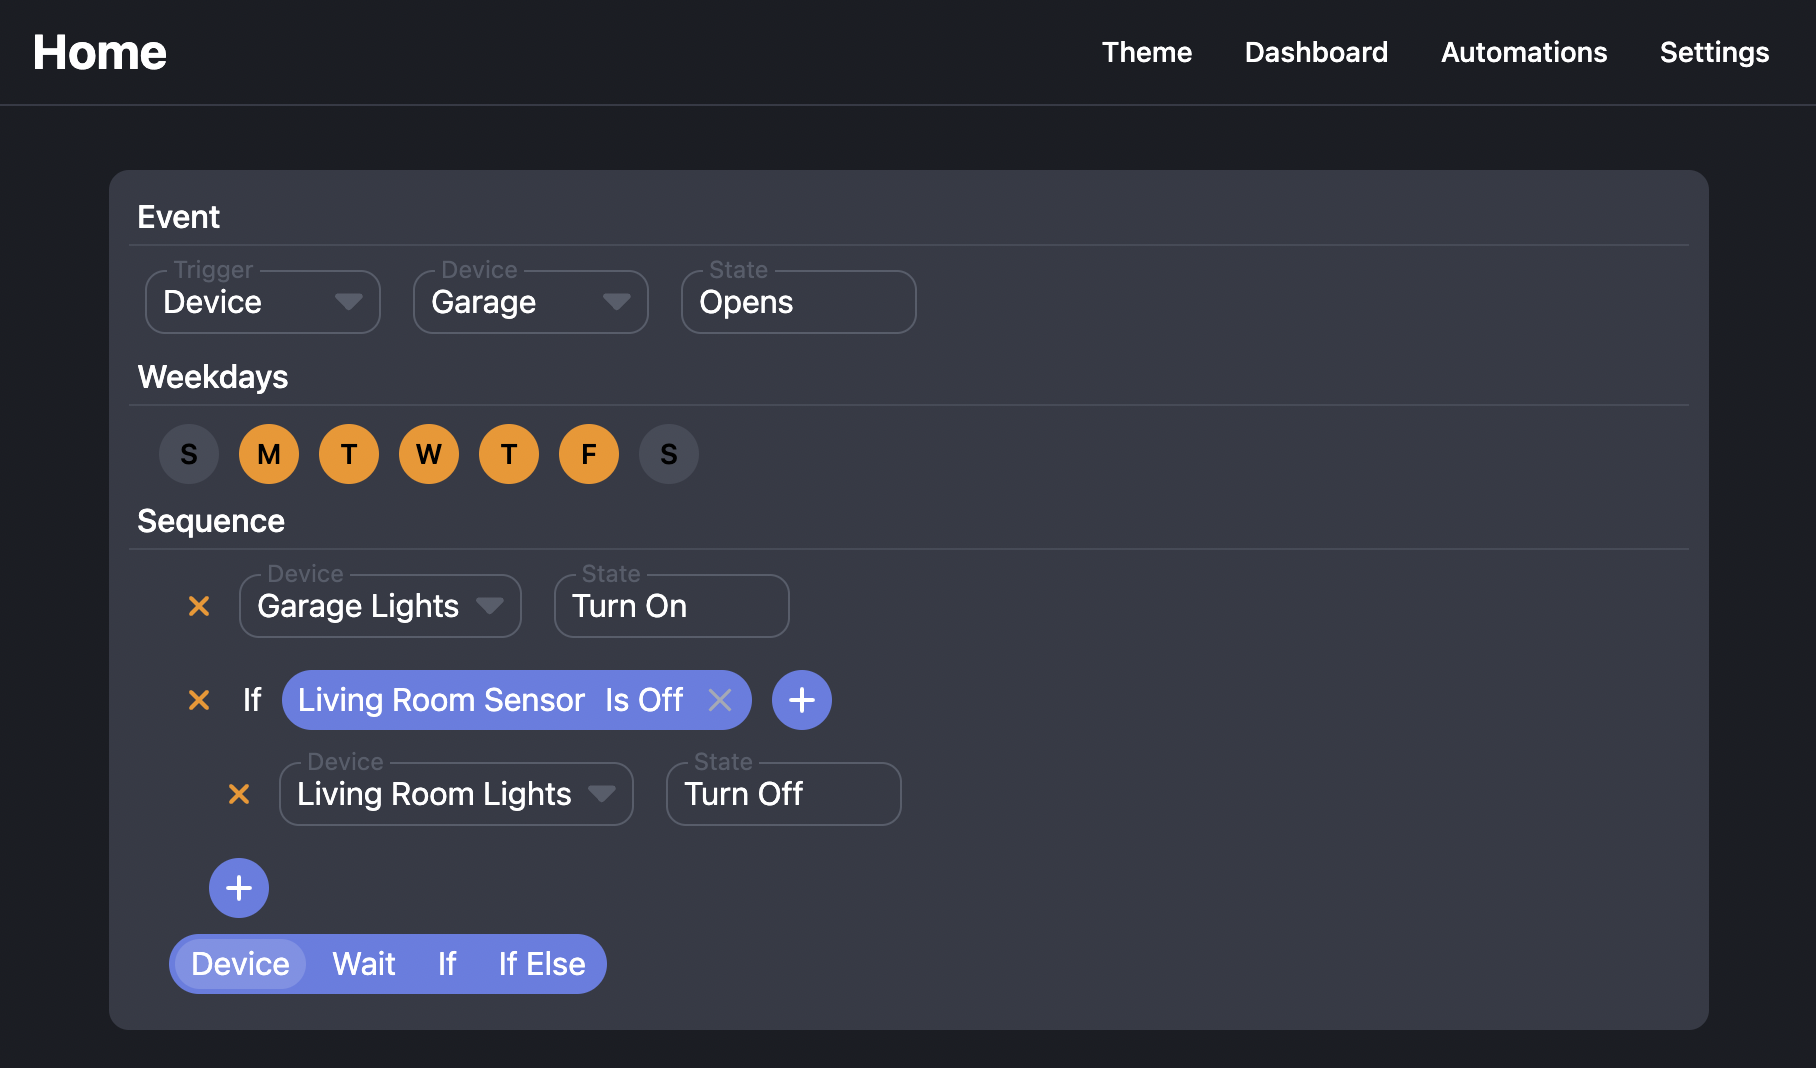 Home Theme Dashboard Automations Settings
Event
Trigger Device State
Device Garage Opens
Weekdays
S M T W T F S
Sequence
Device State
Garage Lights Turn On
If Living Room Sensor Is Off
Device State
Living Room Lights Turn Off
Device Wait If If Else